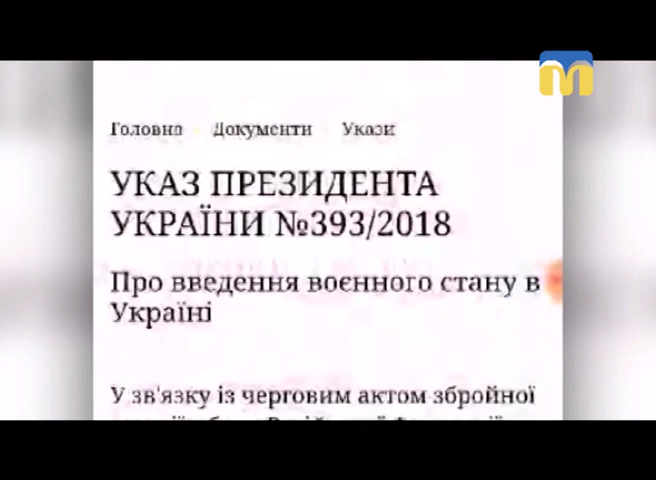 Головна Документи Укази
УКАЗ ПРЕЗИДЕНТА
УКРАЇНИ №393/2018
Про введення воєнного стану в
Україні
У зв'язку із черговим актом збройної